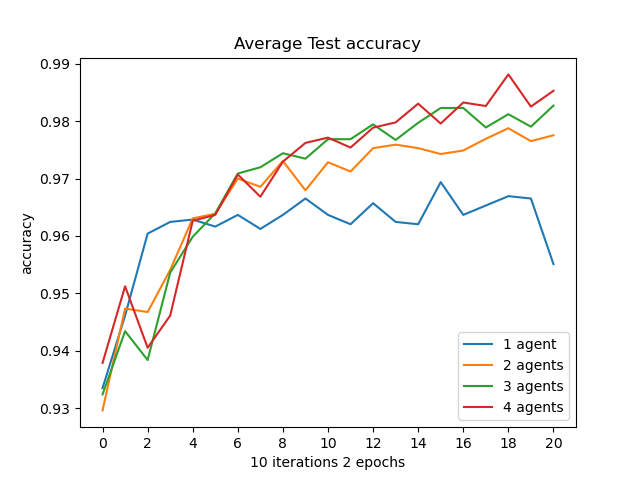 Average Test accuracy
0.99
0.98
0.97
0.96
0.95
0.94
0.93
accuracy
1 agent
2 agents
3 agents
4 agents
0 2 4 6 8 10 12 14 16 18 20
10 iterations 2 epochs